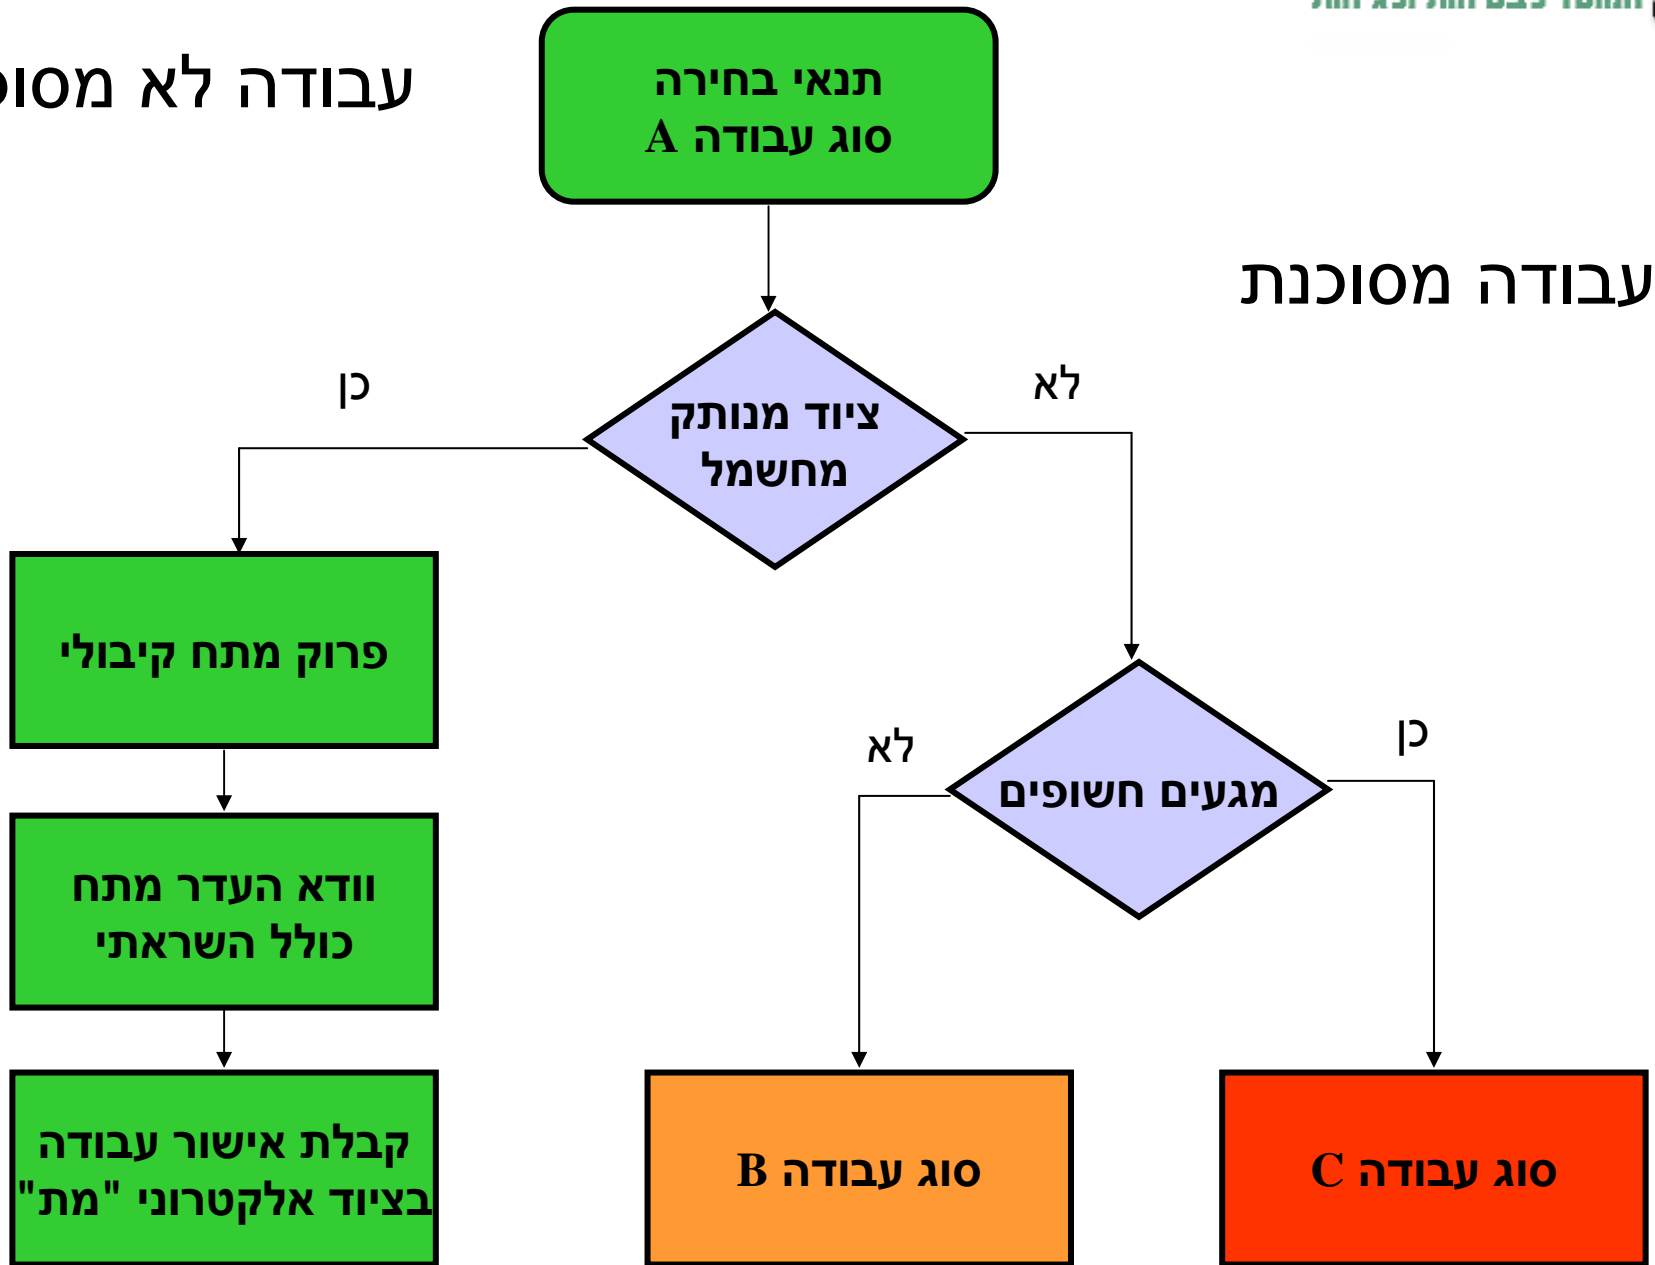 תנאי בחירה
סוג עבודה A
עבודה לא
עבודה מסוכנת
כן
לא
ציוד מנותק
מחשמל
פרוק מתח קיבולי
לא
כן
מגעים חשופים
וודא העדר מתח
כולל השראתי
קבלת אישור עבודה
בציוד אלקטרוני "מת"
סוג עבודה B
סוג עבודה C